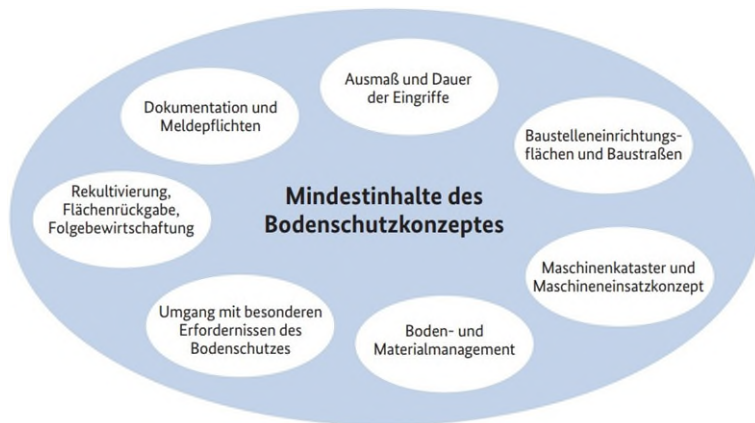 Ausmaß und Dauer
der Eingriffe
Dokumentation und
Meldepflichten
Baustelleneinrichtungs-
flächen und Baustraßen
Rekultivierung,
Flächenrückgabe,
Folgebewirtschaftung
Mindestinhalte des
Bodenschutzkonzeptes
Maschinenkataster und
Maschineneinsatzkonzept
Umgang mit besonderen
Erfordernissen des
Bodenschutzes
Boden- und
Materialmanagement